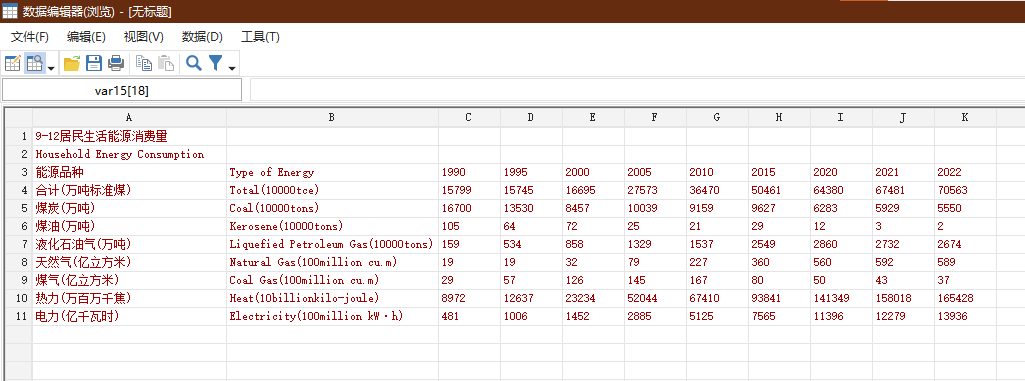 数据编辑器(浏览) - [无标题]
文件(F) 编辑(E) 视图(V) 数据(D) 工具(T)
var15[18]
A B C D E F G H I J K
1 9-12居民生活能源消费量
2 Household Energy Consumption
3 能源品种 Type of Energy 1990 1995 2000 2005 2010 2015 2020 2021 2022
4 合计(万吨标准煤) Total(10000tce) 15799 15745 16695 27573 36470 50461 64380 67481 70563
5 煤炭(万吨) Coal(10000tons) 16700 13530 8457 10039 9159 9627 6283 5929 5550
6 煤油(万吨) Kerosene(10000tons) 105 64 72 25 21 29 12 3 2
7 液化石油气(万吨) Liquefied Petroleum Gas(10000tons) 159 534 858 1329 1537 2549 2860 2732 2674
8 天然气(亿立方米) Natural Gas(100million cu.m) 19 19 32 79 227 360 560 592 589
9 煤气(亿立方米) Coal Gas(100million cu.m) 29 57 126 145 167 80 50 43 37
10 热力(万百万千焦) Heat(10billionkilo-joule) 8972 12637 23234 52044 67410 93841 141349 158018 165428
11 电力(亿千瓦时) Electricity(100million kW·h) 481 1006 1452 2885 5125 7565 11396 12279 13936